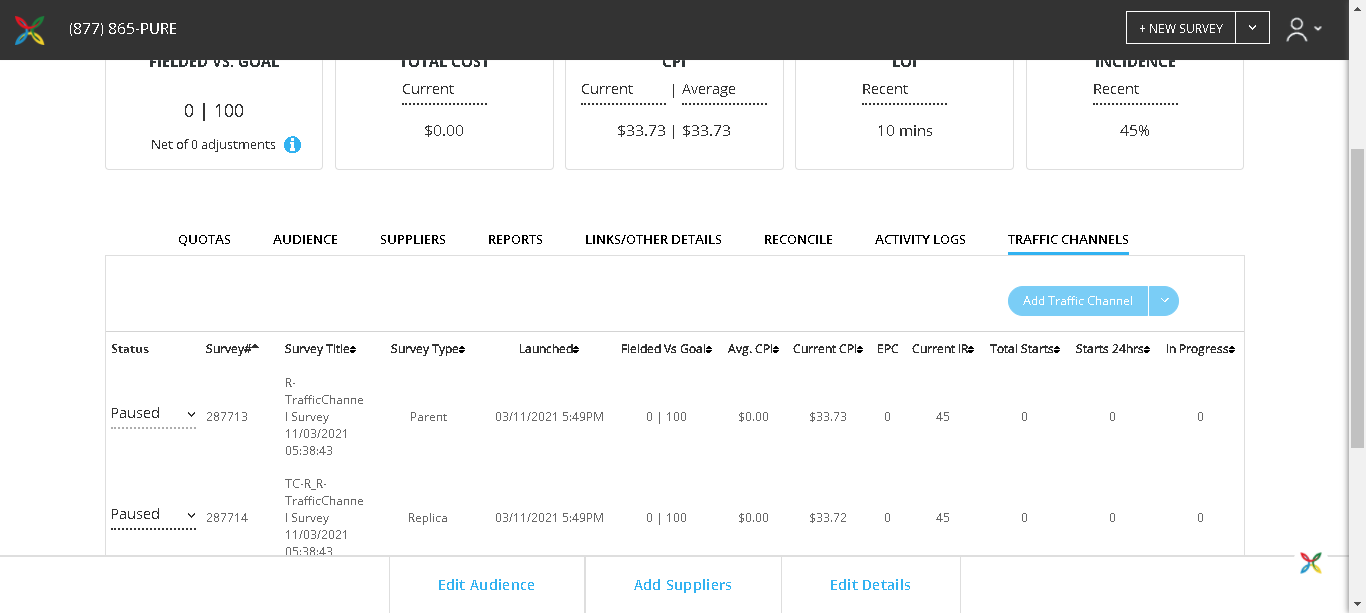 (877) 865-PURE
+ NEW SURVEY
FIELDED VS. GOAL
TOTAL COST
CPI
LOI
INCIDENCE
Current
Current | Average
Recent
Recent
0 | 100
$0.00
$33.73 | $33.73
10 mins
45%
Net of 0 adjustments
QUOTAS AUDIENCE SUPPLIERS REPORTS LINKS/OTHER DETAILS RECONCILE ACTIVITY LOGS TRAFFIC CHANNELS
Add Traffic Channel
Status Survey# Survey Title Survey Type Launched Fielded Vs Goal Avg. CPI Current CPI EPC Current IR Total Starts Starts 24hrs In Progress
R-
TrafficChanne
l Survey
11/03/2021
05:38:43
Paused 287713 Parent 03/11/2021 5:49PM 0 | 100 $0.00 $33.73 0 45 0 0 0
TC-R_R-
TrafficChanne
l Survey
11/03/2021
05:38:43
Paused 287714 Replica 03/11/2021 5:49PM 0 | 100 $0.00 $33.72 0 45 0 0 0
Edit Audience
Add Suppliers
Edit Details